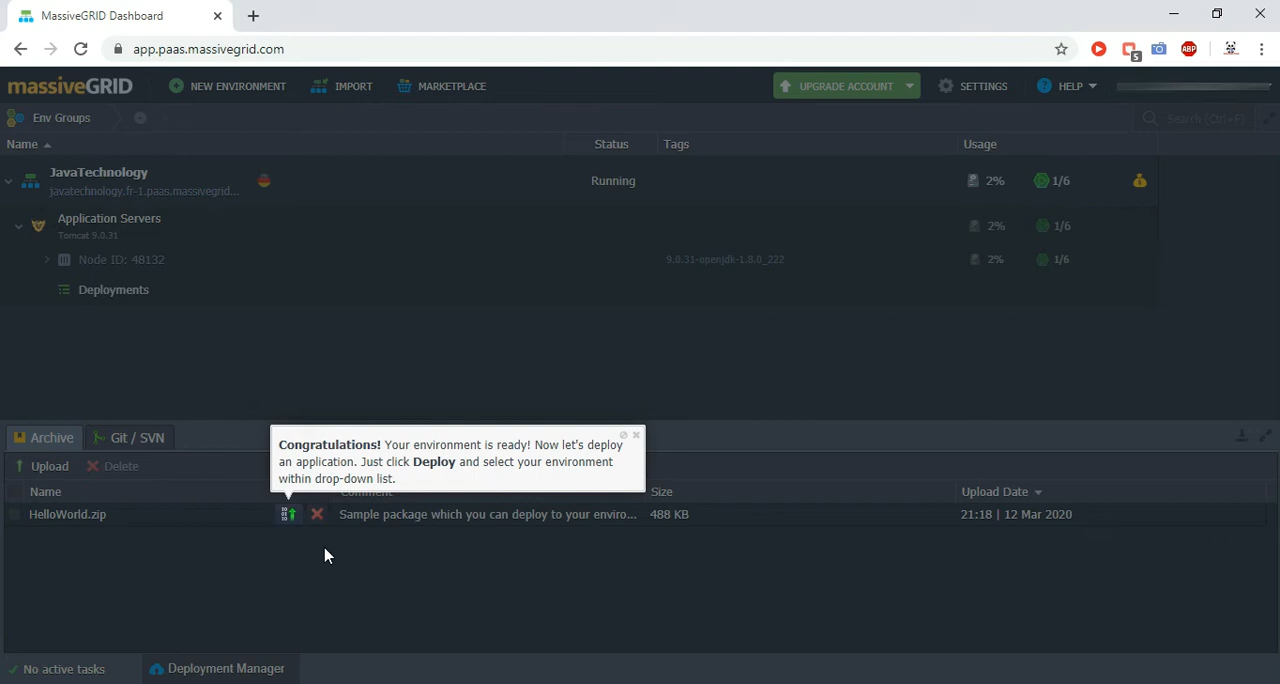 MassiveGRID Dashboard
app.paas.massivegrid.com
5
ABP
massiveGRID
NEW ENVIRONMENT
IMPORT
MARKETPLACE
UPGRADE ACCOUNT
SETTINGS
HELP
Env Groups
Search (Ctrl+F)
Name
Status
Tags
Usage
JavaTechnology
javatechnology.fr-1.paas.massivegrid...
Running
2%
1/6
Application Servers
Tomcat 9.0.31
2%
1/6
Node ID: 48132
9.0.31-openjdk-1.8.0_222
2%
1/6
Deployments
Archive
Git / SVN
Congratulations! Your environment is ready! Now let's deploy
an application. Just click Deploy and select your environment
within drop-down list.
Upload
Delete
Name
Comment
Size
Upload Date
HelloWorld.zip
Sample package which you can deploy to your enviro...
488 KB
21:18 | 12 Mar 2020
No active tasks
Deployment Manager